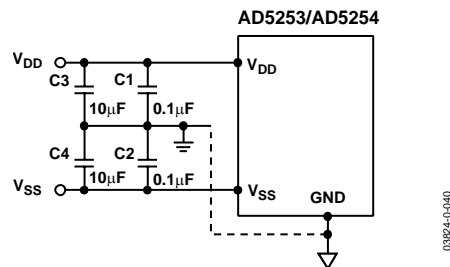 AD5253/AD5254
VDD
C3
C1
VDD
10μF
0.1μF
C4
C2
VSS
10μF
0.1μF
VSS
GND
03824-0-040